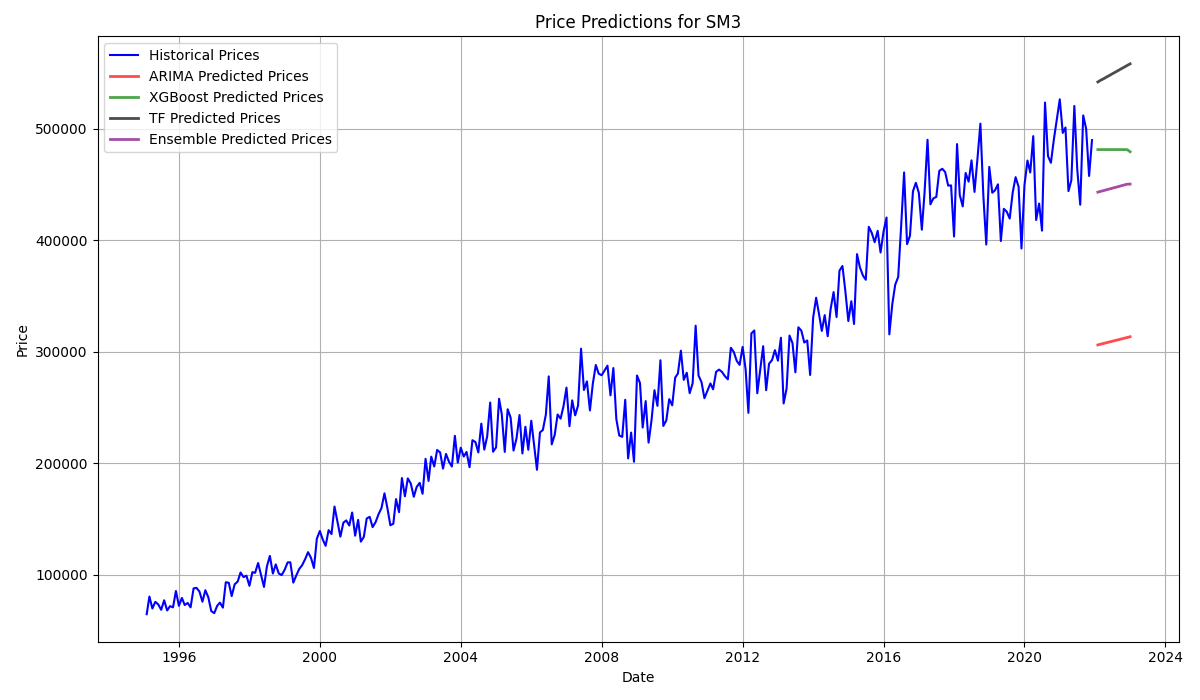 Price Predictions for SM3
Historical Prices
ARIMA Predicted Prices
XGBoost Predicted Prices
TF Predicted Prices
Ensemble Predicted Prices
Price
500000
400000
300000
200000
100000
1996 2000 2004 2008 2012 2016 2020 2024
Date